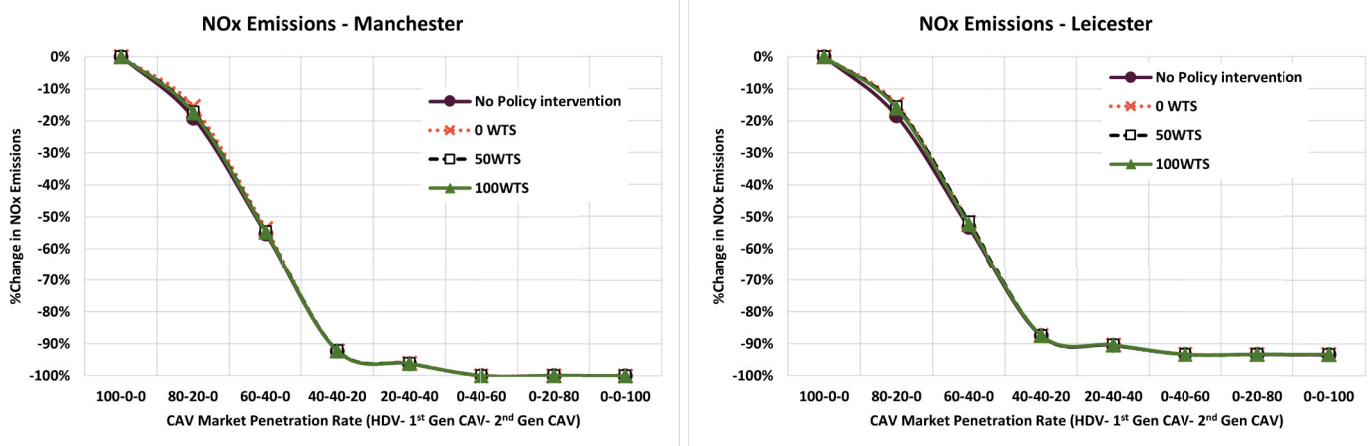 NOx Emissions - Manchester
%Change in NOx Emissions
0%
-10%
-20%
-30%
-40%
-50%
-60%
-70%
-80%
-90%
-100%
No Policy intervention
0 WTS
50WTS
100WTS
100-0-0 80-20-0 60-40-0 40-40-20 20-40-40 0-40-60 0-20-80 0-0-100
CAV Market Penetration Rate (HDV- 1st Gen CAV- 2nd Gen CAV)
NOx Emissions - Leicester
%Change in NOx Emissions
0%
-10%
-20%
-30%
-40%
-50%
-60%
-70%
-80%
-90%
-100%
No Policy intervention
0 WTS
50WTS
100WTS
100-0-0 80-20-0 60-40-0 40-40-20 20-40-40 0-40-60 0-20-80 0-0-100
CAV Market Penetration Rate (HDV- 1st Gen CAV- 2nd Gen CAV)